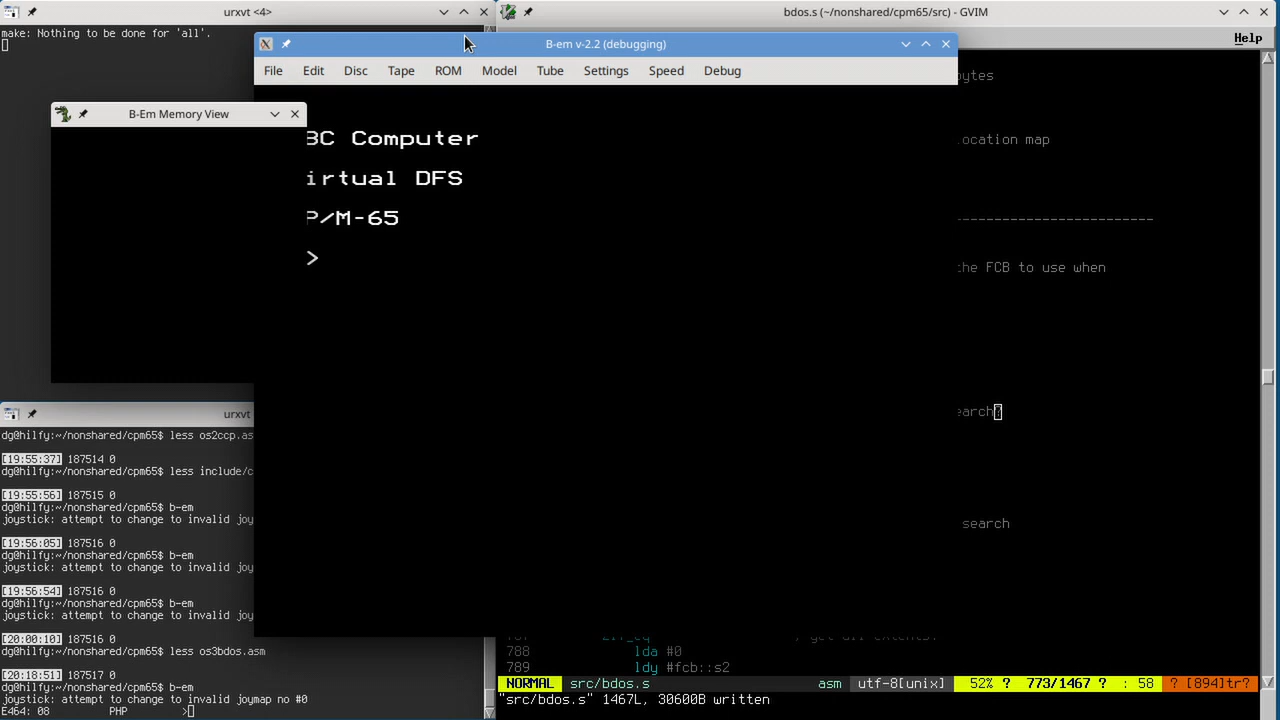 urxvt <4>
bdos.s (~/nonshared/cpm65/src) - GVIM
make: Nothing to be done for 'all'.
Help
B-em v-2.2 (debugging)
File Edit Disc Tape ROM Model Tube Settings Speed Debug
bytes
B-Em Memory View
BC Computer
irtual DFS
P/M-65
>
location map
--------------------------
the FCB to use when
earch?
search
urxvt
dg@hilfy:~/nonshared/cpm65$ less os2ccp.as
[19:55:37] 187514 0
dg@hilfy:~/nonshared/cpm65$ less include/c
[19:55:56] 187515 0
dg@hilfy:~/nonshared/cpm65$ b-em
joystick: attempt to change to invalid joy
[19:56:05] 187516 0
dg@hilfy:~/nonshared/cpm65$ b-em
joystick: attempt to change to invalid joy
[19:56:54] 187516 0
dg@hilfy:~/nonshared/cpm65$ b-em
joystick: attempt to change to invalid joy
[20:00:10] 187516 0
dg@hilfy:~/nonshared/cpm65$ less os3bdos.asm
[20:18:51] 187517 0
dg@hilfy:~/nonshared/cpm65$ b-em
joystick: attempt to change to invalid joymap no #0
E464: 08 PHP >
788 lda #0
789 ldy #fcb::s2
NORMAL src/bdos.s asm utf-8[unix] 52% ? 773/1467 ? : 58 ? [894]tr?
"src/bdos.s" 1467L, 30600B written